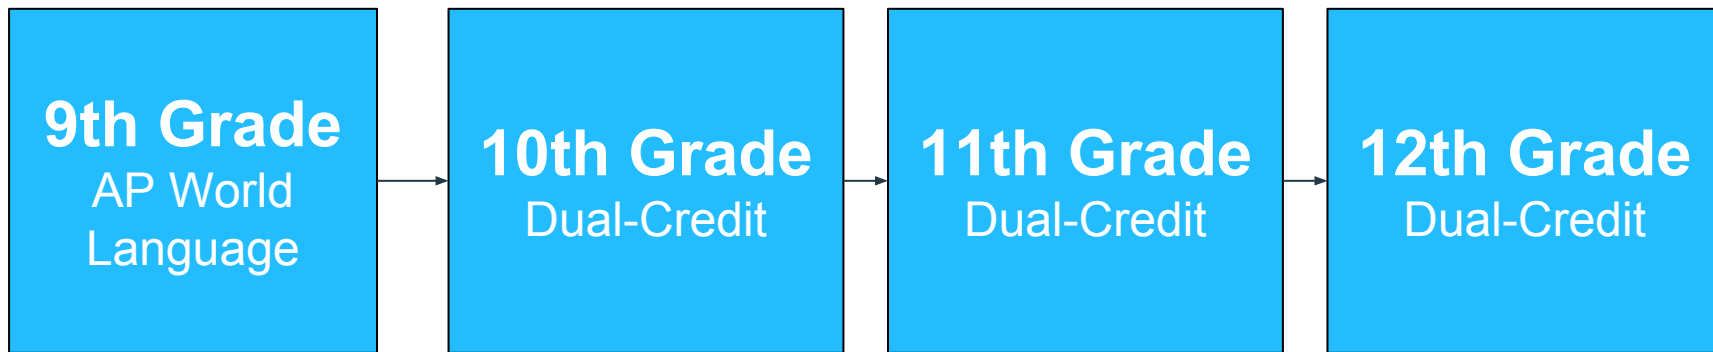 9th Grade
AP World
Language
10th Grade
Dual-Credit
11th Grade
Dual-Credit
12th Grade
Dual-Credit